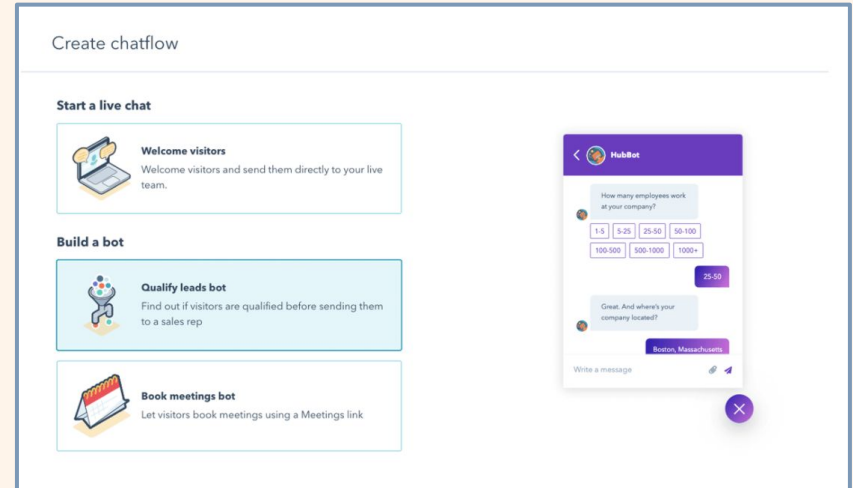 Create chatflow
Start a live chat
Welcome visitors
Welcome visitors and send them directly to your live
team.
Build a bot
Qualify leads bot
Find out if visitors are qualified before sending them
to a sales rep
Book meetings bot
Let visitors book meetings using a Meetings link
HubBot
How many employees work
at your company?
1-5 5-25 25-50 50-100
100-500 500-1000 1000+
25-50
Great. And where's your
company located?
Boston, Massachusetts
Write a message